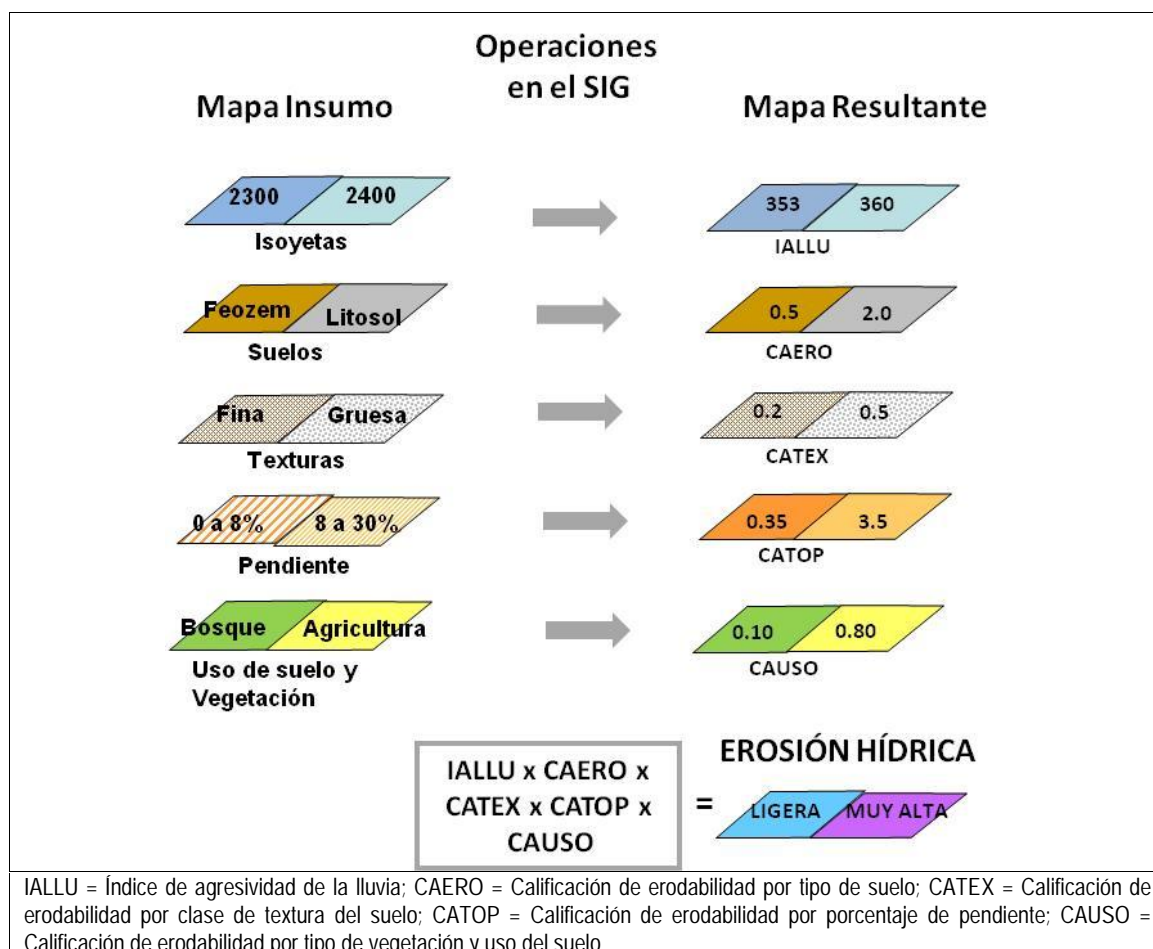 Operaciones
en el SIG
Mapa Insumo
Mapa Resultante
2300 2400
Isoyetas
353 360
IALLU
Feozem Litosol
Suelos
0.5 2.0
CAERO
Fina Gruesa
Texturas
0.2 0.5
CATEX
0 a 8% 8 a 30%
Pendiente
0.35 3.5
CATOP
Bosque Agricultura
Uso de suelo y
Vegetación
0.10 0.80
CAUSO
IALLU x CAERO x
CATEX x CATOP x
CAUSO
=
EROSIÓN HÍDRICA
LIGERA MUY ALTA
IALLU = Índice de agresividad de la lluvia; CAERO = Calificación de erodabilidad por tipo de suelo; CATEX = Calificación de
erodabilidad por clase de textura del suelo; CATOP = Calificación de erodabilidad por porcentaje de pendiente; CAUSO =
Calificación de erodabilidad por tipo de vegetación y uso del suelo